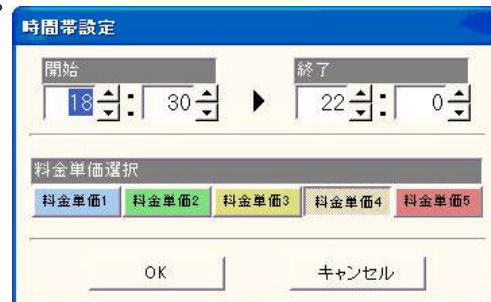 時間帯設定
開始 終了
18 : 30 ▶ 22 : 0
料金単価選択
料金単価1 料金単価2 料金単価3 料金単価4 料金単価5
OK キャンセル